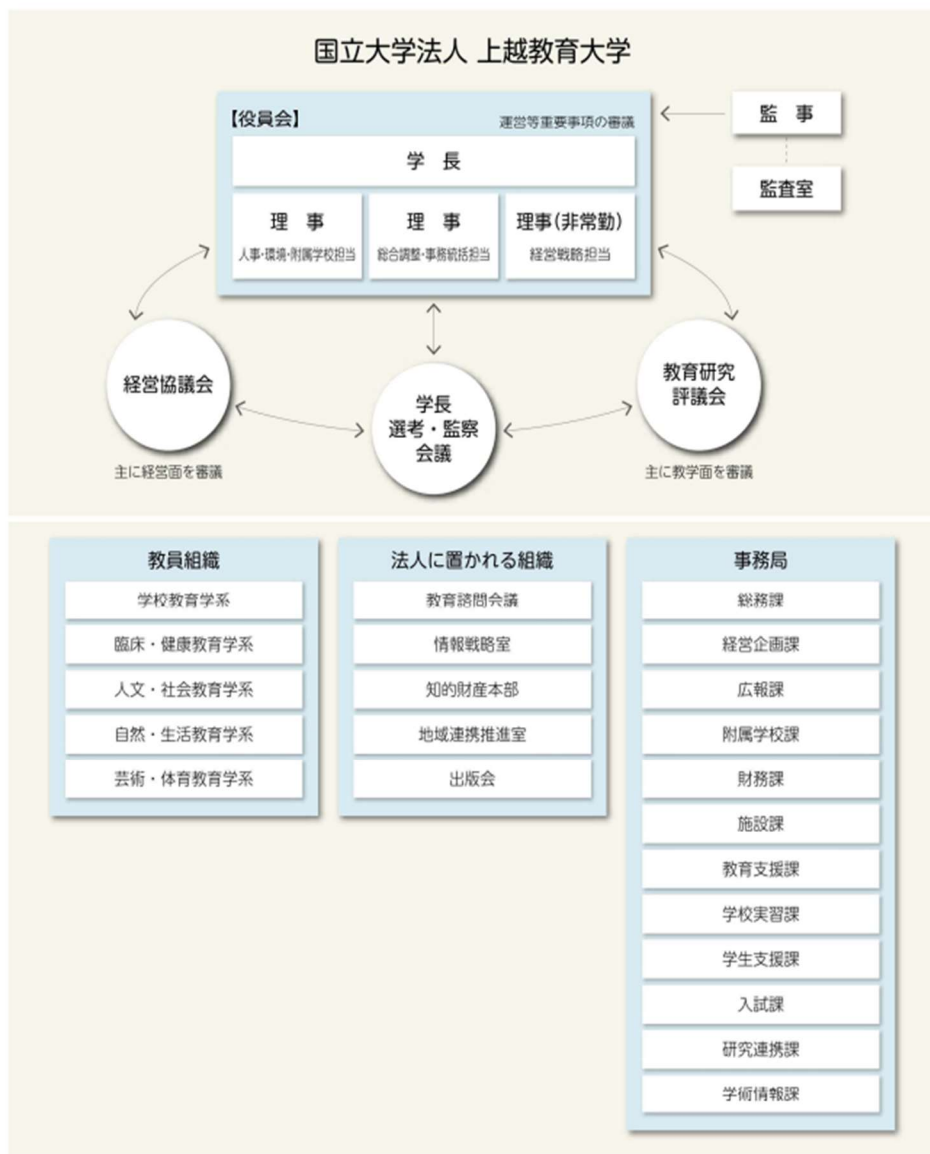 国立大学法人 上越教育大学
【役員会】
運営等重要事項の審議
学 長
理 事
人事・環境・附属学校担当
理 事
総合調整・事務統括担当
理事(非常勤)
経営戦略担当
監 事
監査室
経営協議会
主に経営面を審議
学長
選考・監察
会議
教育研究
評議会
主に教学面を審議
教員組織
学校教育学系
臨床・健康教育学系
人文・社会教育学系
自然・生活教育学系
芸術・体育教育学系
法人に置かれる組織
教育諮問会議
情報戦略室
知的財産本部
地域連携推進室
出版会
事務局
総務課
経営企画課
広報課
附属学校課
財務課
施設課
教育支援課
学校実習課
学生支援課
入試課
研究連携課
学術情報課